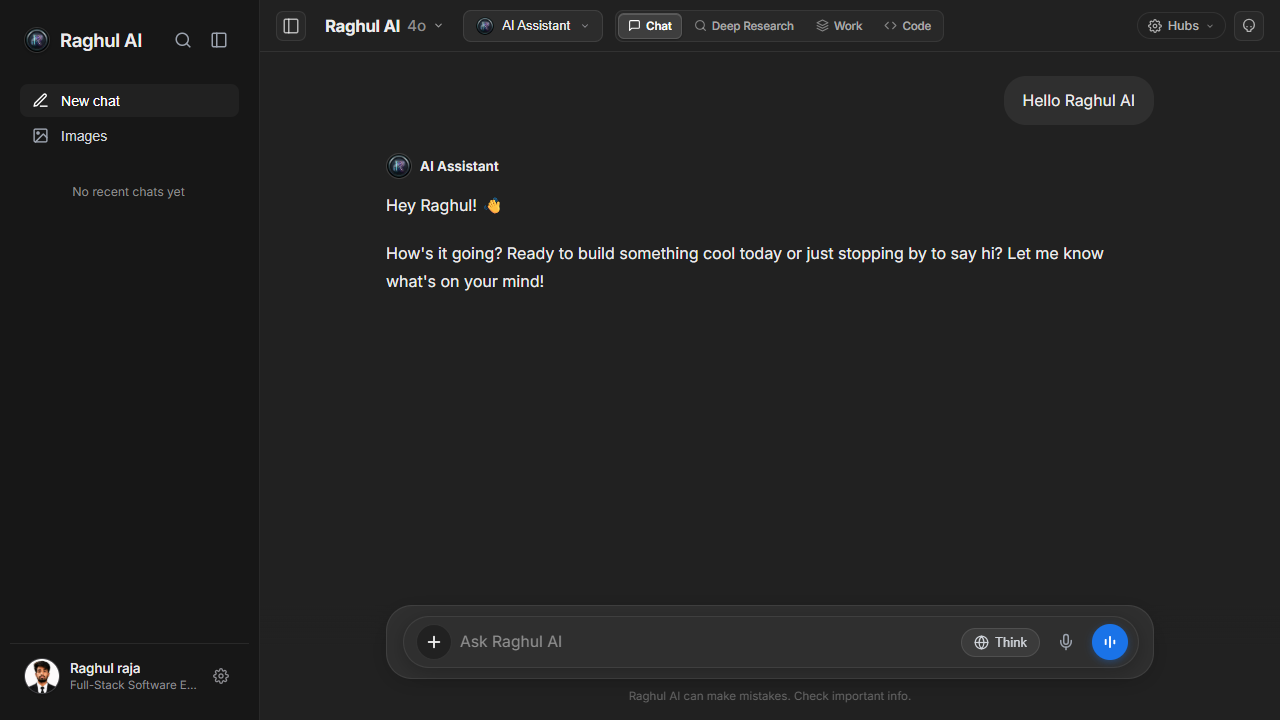 Raghul AI
New chat
Images
No recent chats yet
Raghul raja
Full-Stack Software E...
Raghul AI 4o
AI Assistant
Chat
Deep Research
Work
Code
Hubs
Hello Raghul AI
AI Assistant
Hey Raghul! 👋
How's it going? Ready to build something cool today or just stopping by to say hi? Let me know
what's on your mind!
Ask Raghul AI
Think
Raghul AI can make mistakes. Check important info.